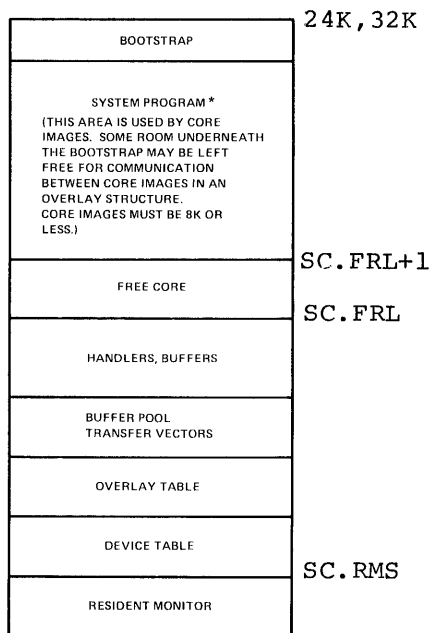 24K,32K
BOOTSTRAP
SYSTEM PROGRAM*
(THIS AREA IS USED BY CORE
IMAGES. SOME ROOM UNDERNEATH
THE BOOTSTRAP MAY BE LEFT
FREE FOR COMMUNICATION
BETWEEN CORE IMAGES IN AN
OVERLAY STRUCTURE.
CORE IMAGES MUST BE 8K OR
LESS.)
SC.FRL+1
FREE CORE
SC.FRL
HANDLERS, BUFFERS
BUFFER POOL
TRANSFER VECTORS
OVERLAY TABLE
DEVICE TABLE
SC.RMS
RESIDENT MONITOR